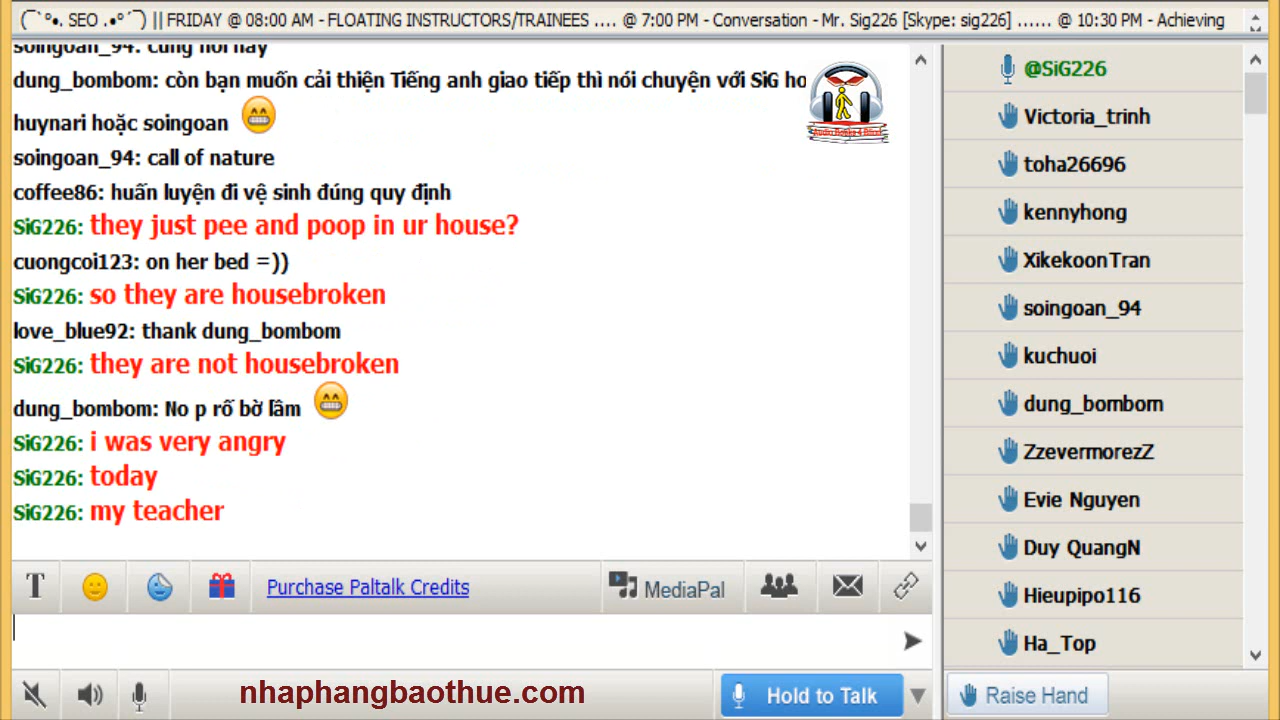 (¯`°•. SEO .•°´¯) || FRIDAY @ 08:00 AM - FLOATING INSTRUCTORS/TRAINEES .... @ 7:00 PM - Conversation - Mr. Sig226 [Skype: sig226] ...... @ 10:30 PM - Achieving
dung_bombom: còn bạn muốn cải thiện Tiếng anh giao tiếp thì nói chuyện với SiG ho
huynari hoặc soingoan
soingoan_94: call of nature
coffee86: huấn luyện đi vệ sinh đúng quy định
SiG226: they just pee and poop in ur house?
cuongcoi123: on her bed =))
SiG226: so they are housebroken
love_blue92: thank dung_bombom
SiG226: they are not housebroken
dung_bombom: No p rố bờ lâm
SiG226: i was very angry
SiG226: today
SiG226: my teacher
Audio Books 4 Blind
T
Purchase Paltalk Credits
MediaPal
nhaphangbaothue.com
Hold to Talk
@SiG226
Victoria_trinh
toha26696
kennyhong
XikekoonTran
soingoan_94
kuchuoi
dung_bombom
ZzevermorezZ
Evie Nguyen
Duy QuangN
Hieupipo116
Ha_Top
Raise Hand